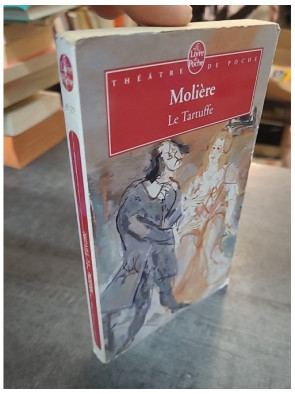 Le Livre
de
Poche
THÉÂTRE DE POCHE
Molière
Le Tartuffe